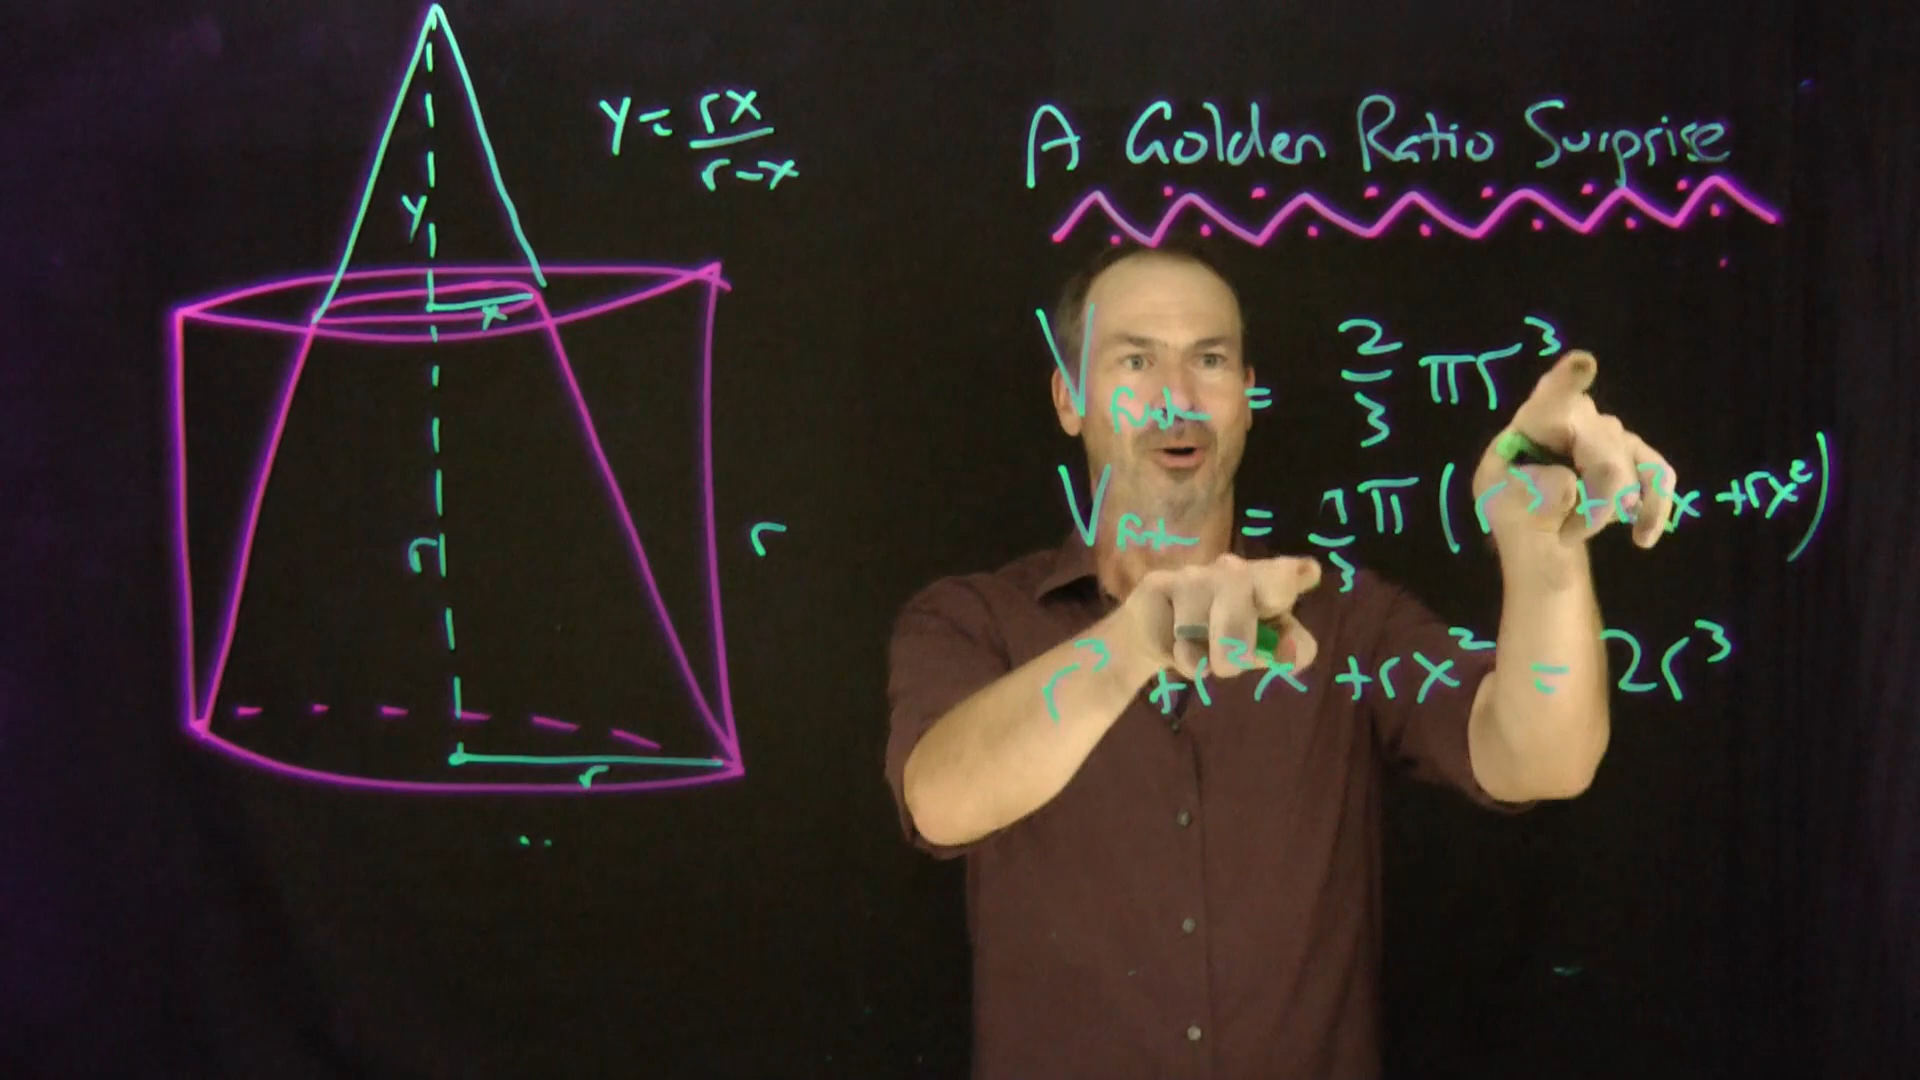 A Golden Ratio Surprise
y = rx/(r-x)
y
x
r
r
r
V = 2/3 πr³
V = 1/3 π(r³ + r²x + rx²)
r³ + r²x + rx² = 2r³